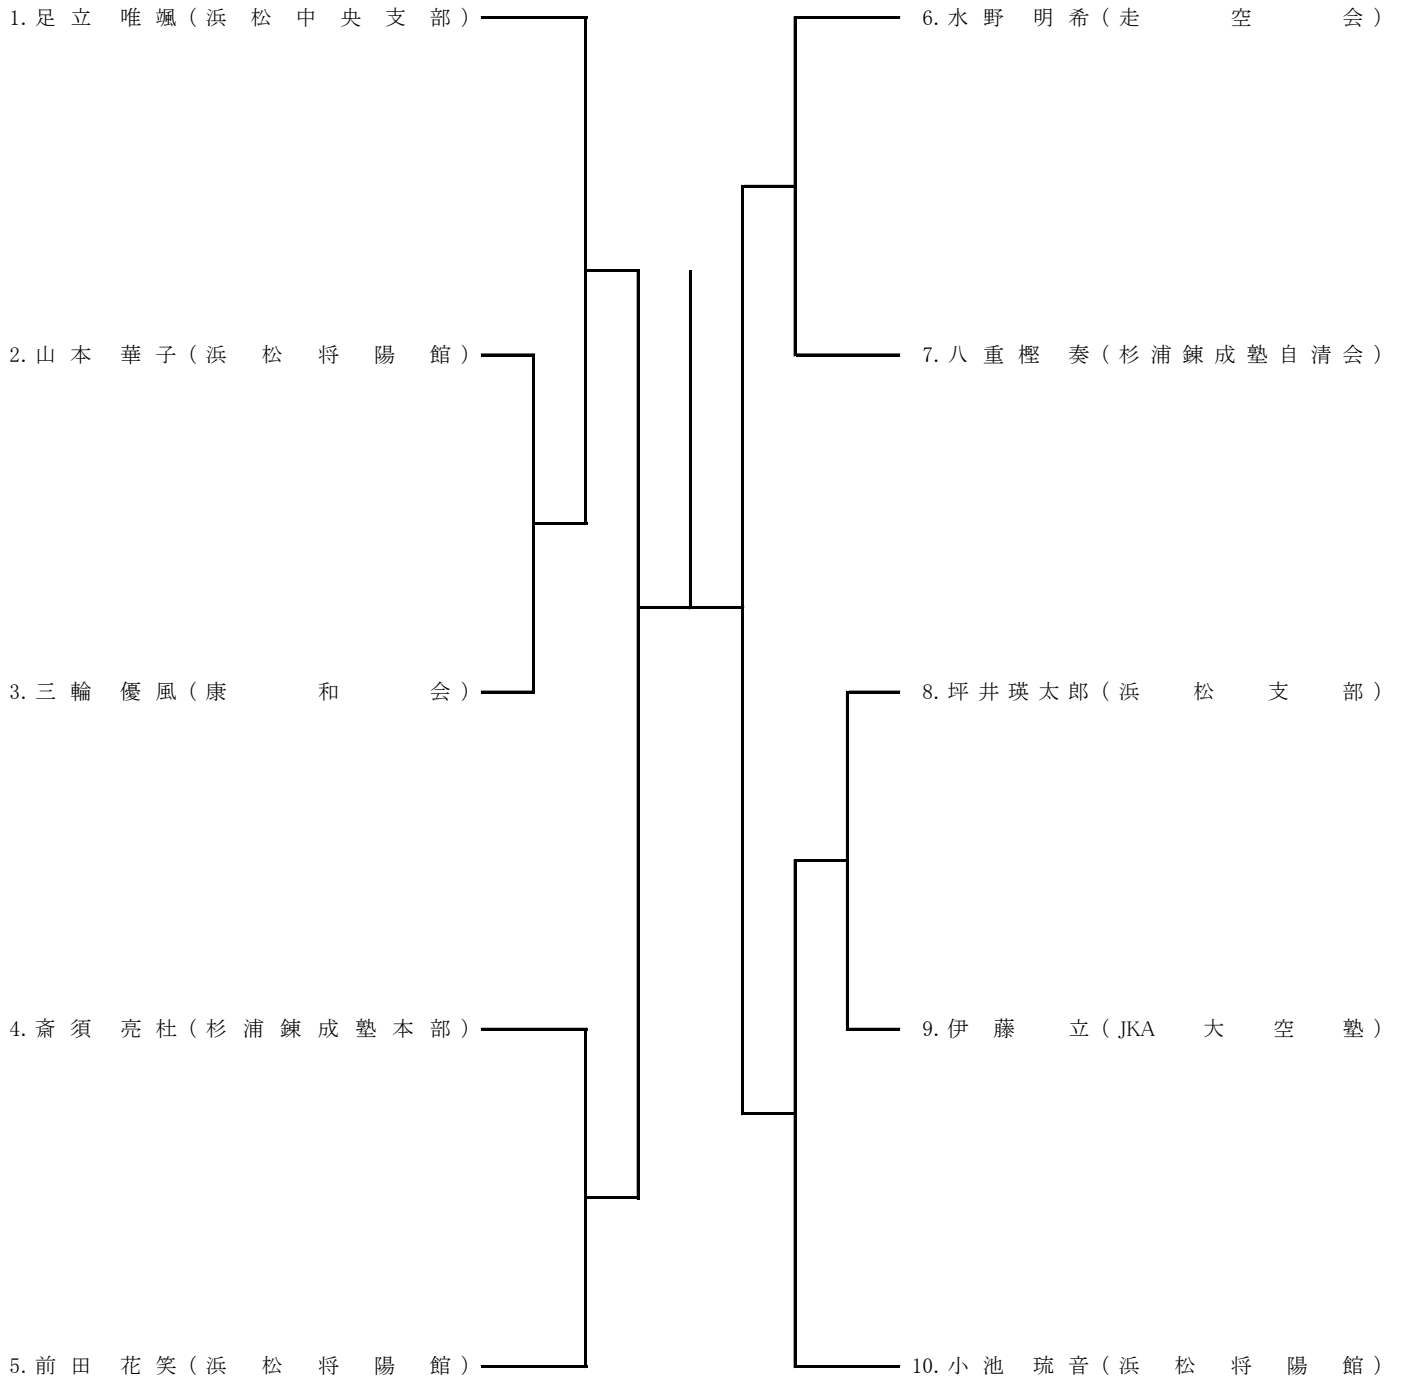 1. 足立 唯颯 (浜松中央支部)
2. 山本 華子 (浜松将陽館)
3. 三輪 優風 (康和会)
4. 斎須 亮杜 (杉浦錬成塾本部)
5. 前田 花笑 (浜松将陽館)
6. 水野 明希 (走空会)
7. 八重樫 奏 (杉浦錬成塾自清会)
8. 坪井瑛太郎 (浜松支部)
9. 伊藤 立 (JKA大空塾)
10. 小池 琉音 (浜松将陽館)